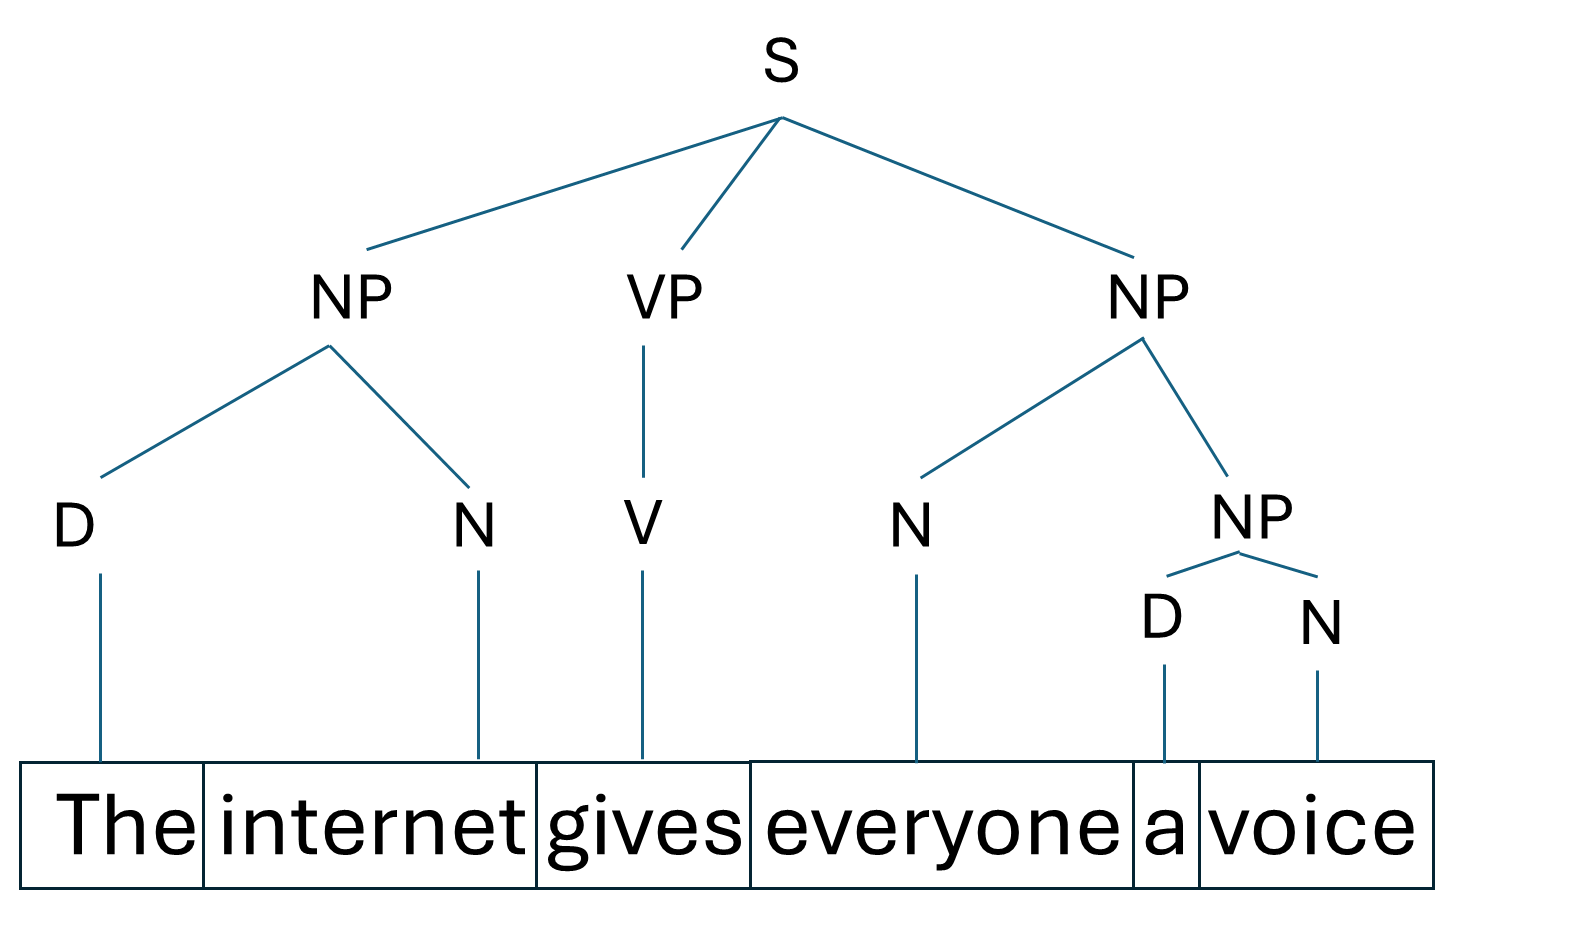 S
NP VP NP
D N V N NP
D N
The internet gives everyone a voice